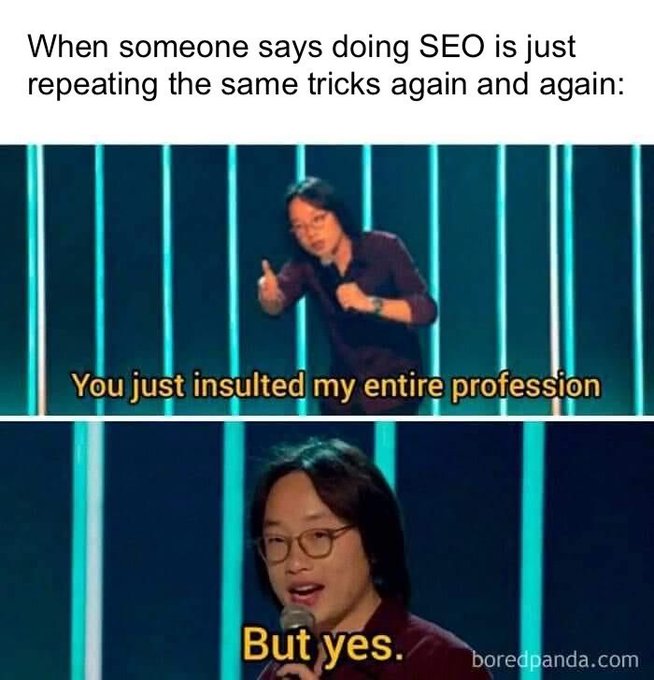 When someone says doing SEO is just
repeating the same tricks again and again:
You just insulted my entire profession
But yes.
boredpanda.com